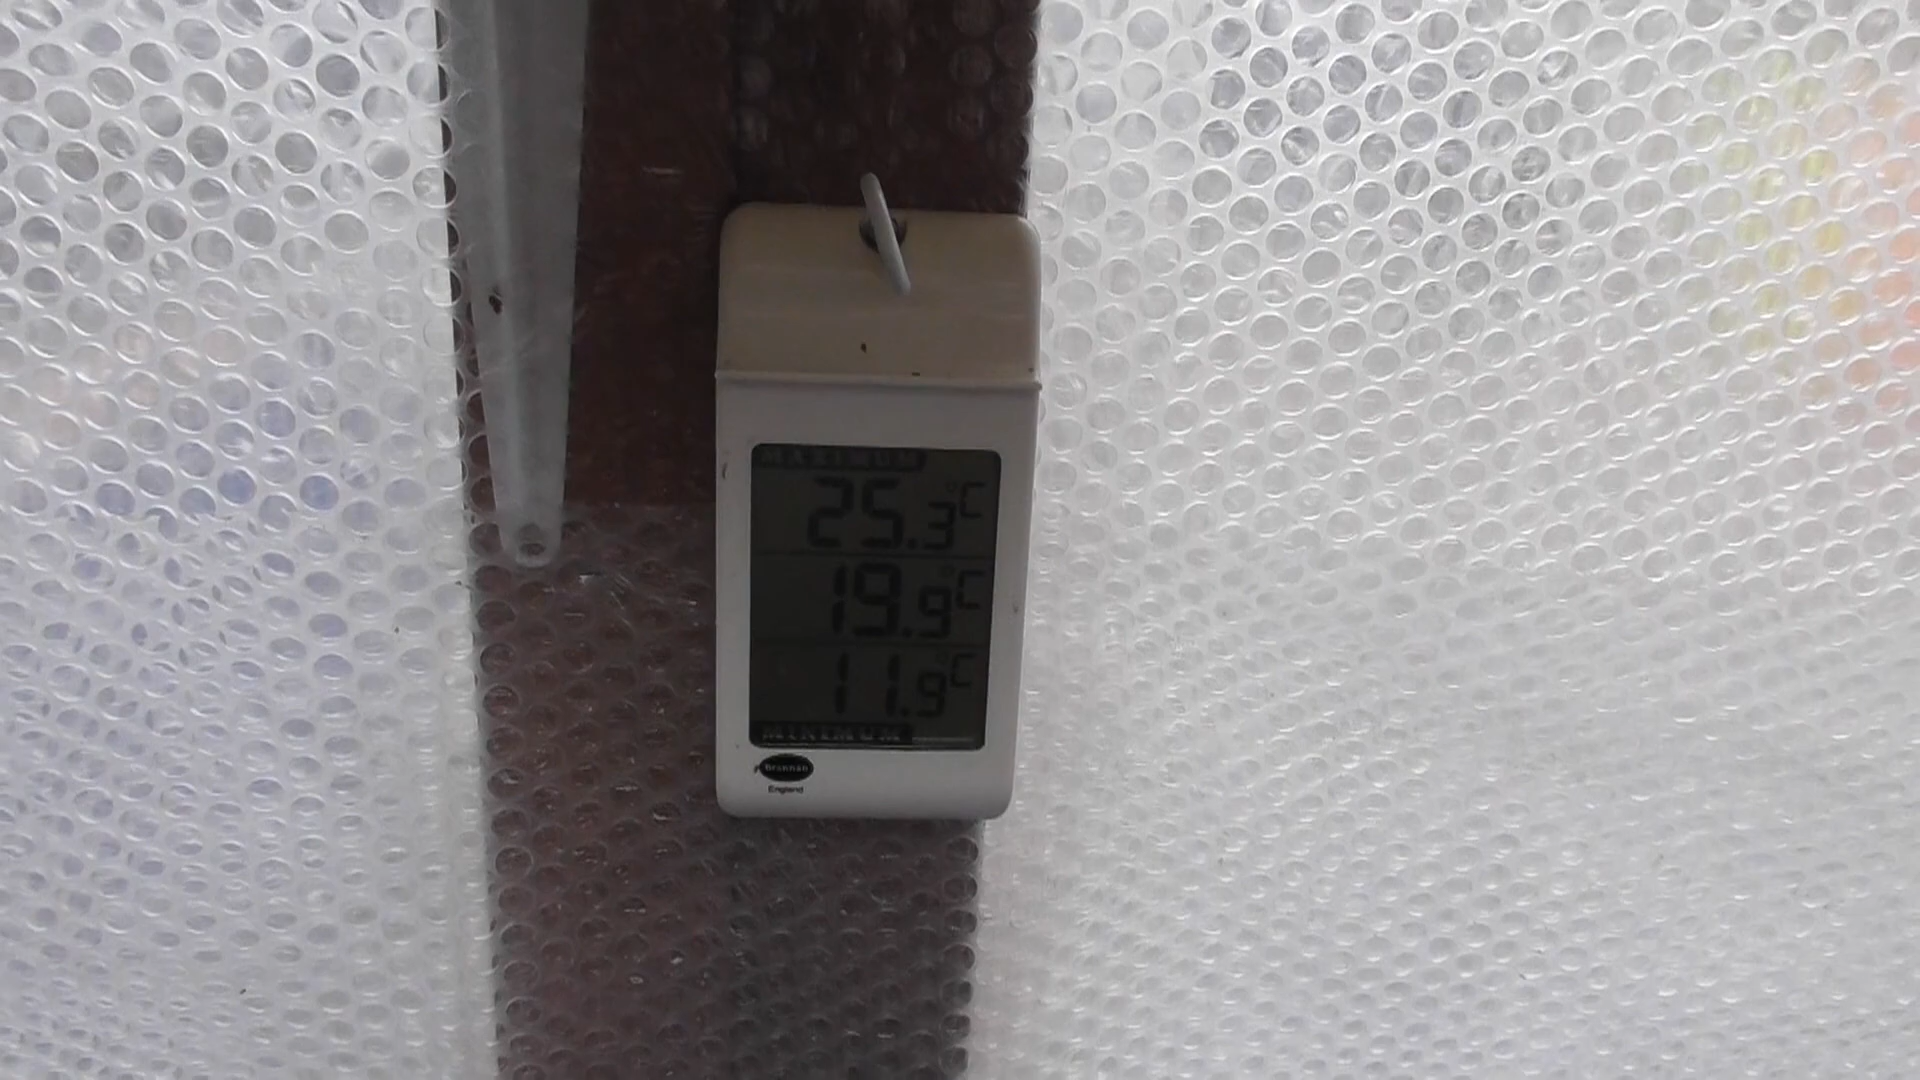 MAXIMUM
25.3°C
19.9°C
11.9°C
MINIMUM
Brannan
England